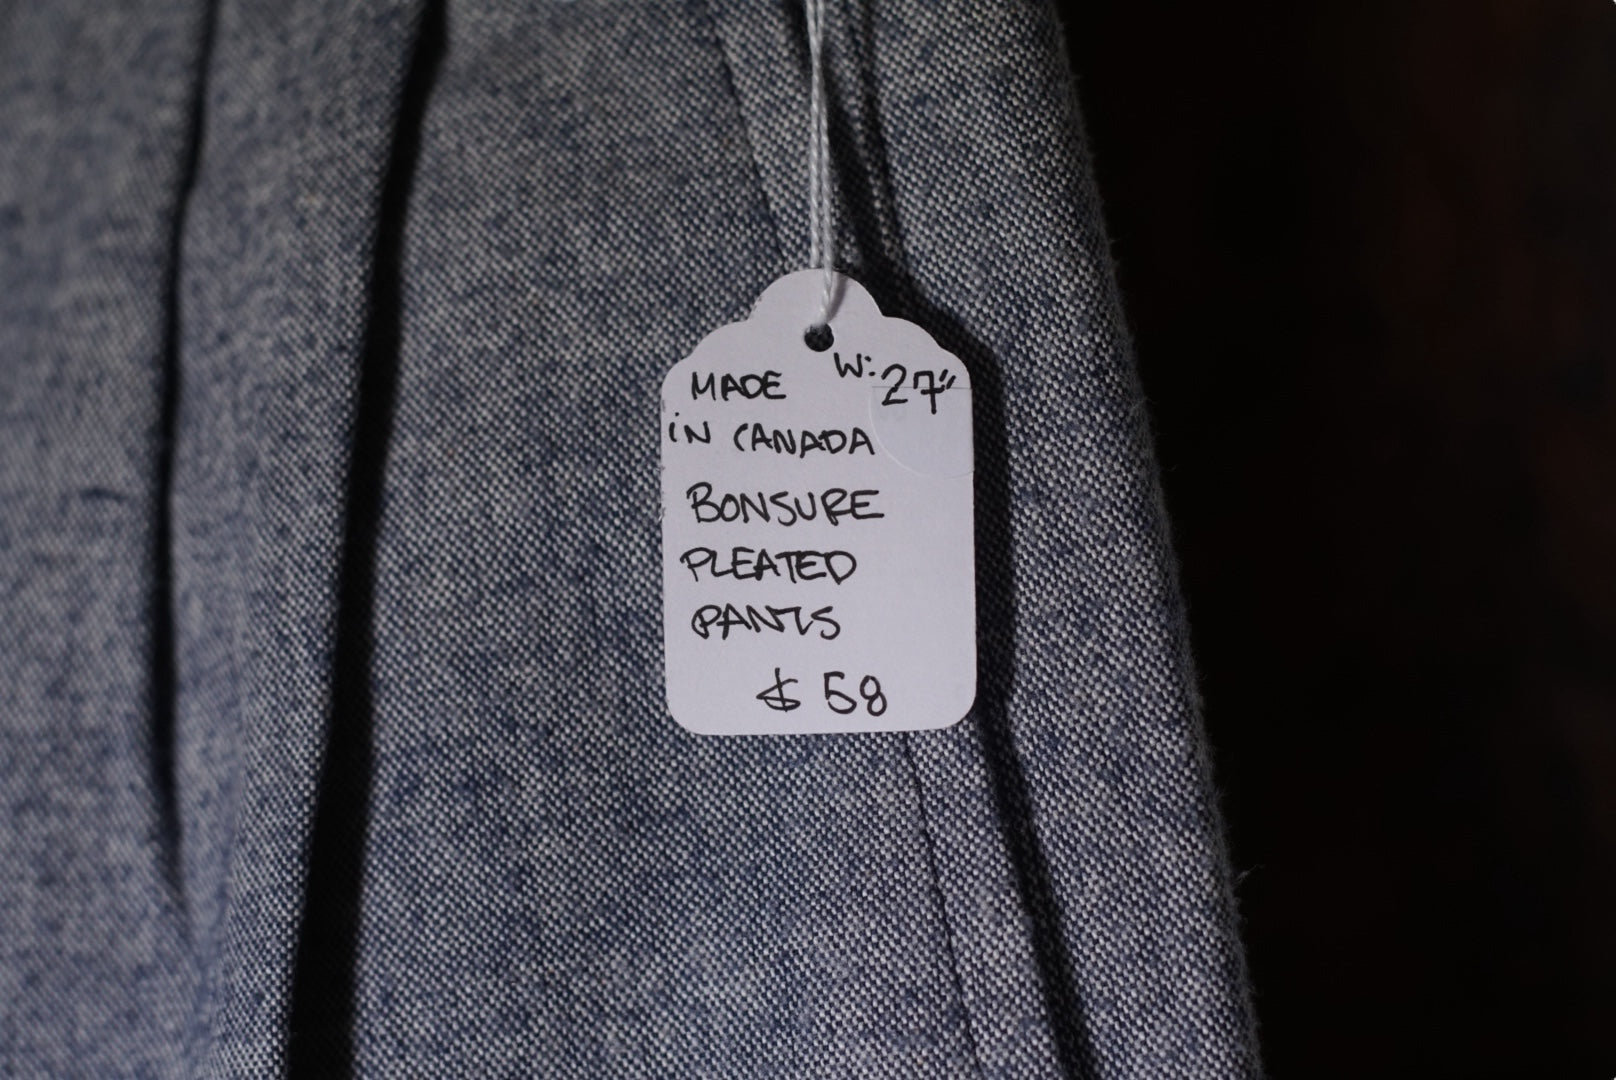 W: 27"
MADE
iN CANADA
BONSURE
PLEATED
PANTS
$ 58